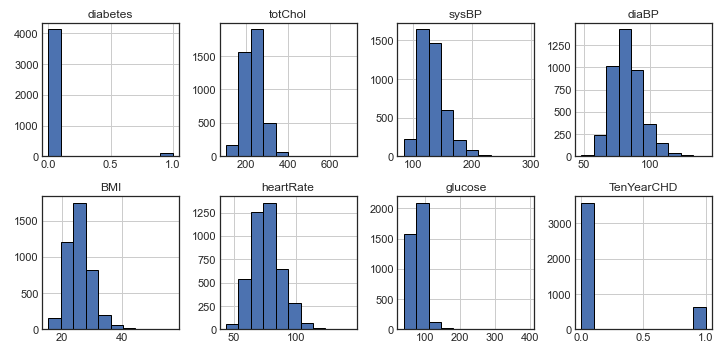 diabetes totChol sysBP diaBP
4000 3000 2000 1000 0
0.0 0.5 1.0
1500 1000 500 0
200 400 600
1500 1000 500 0
100 200 300
1250 1000 750 500 250 0
50 100
BMI heartRate glucose TenYearCHD
1500 1000 500 0
20 40
1250 1000 750 500 250 0
50 100
2000 1500 1000 500 0
100 200 300 400
3000 2000 1000 0
0.0 0.5 1.0